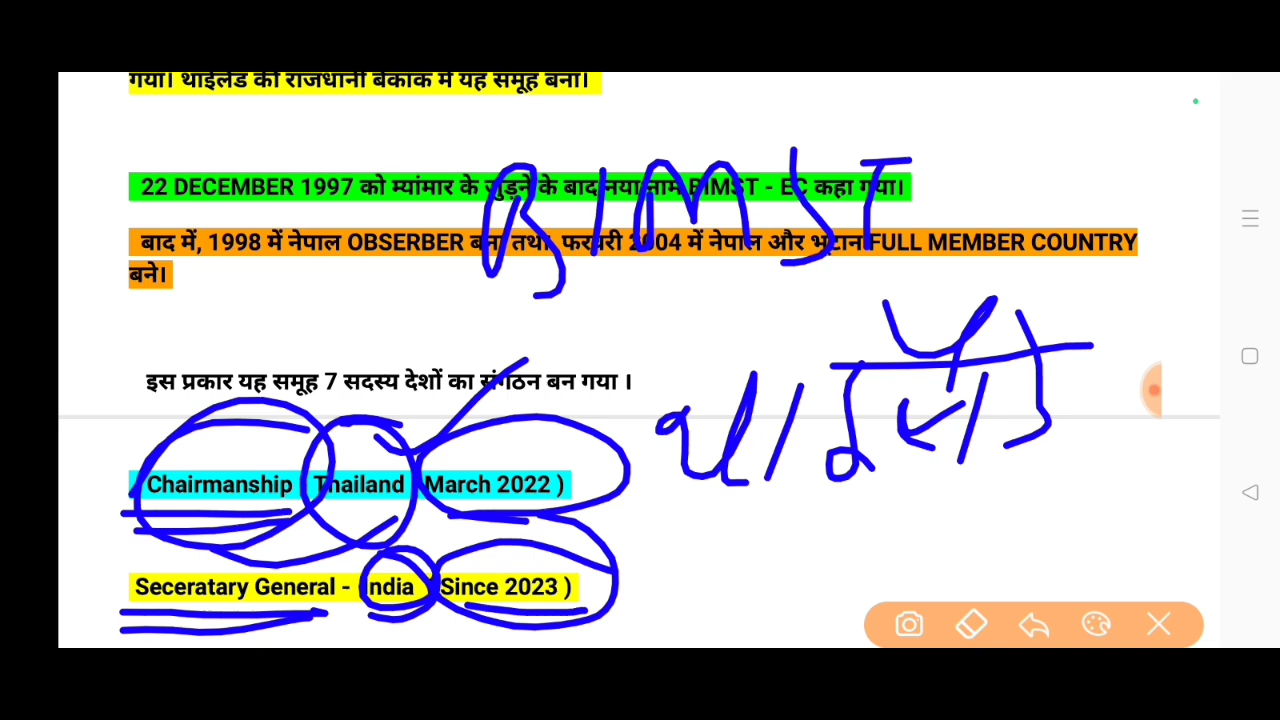 गया। थाईलैंड की राजधानी बैंकॉक में यह समूह बना।
22 DECEMBER 1997 को म्यांमार के जुड़ने के बाद नया नाम BIMST - EC कहा गया।
BIMST
बाद में, 1998 में नेपाल OBSERBER बना तथा फरवरी 2004 में नेपाल और भूटान FULL MEMBER COUNTRY
बने।
इस प्रकार यह समूह 7 सदस्य देशों का संगठन बन गया ।
Chairmanship ( Thailand ( March 2022 )
Seceratary General - India ( Since 2023 )